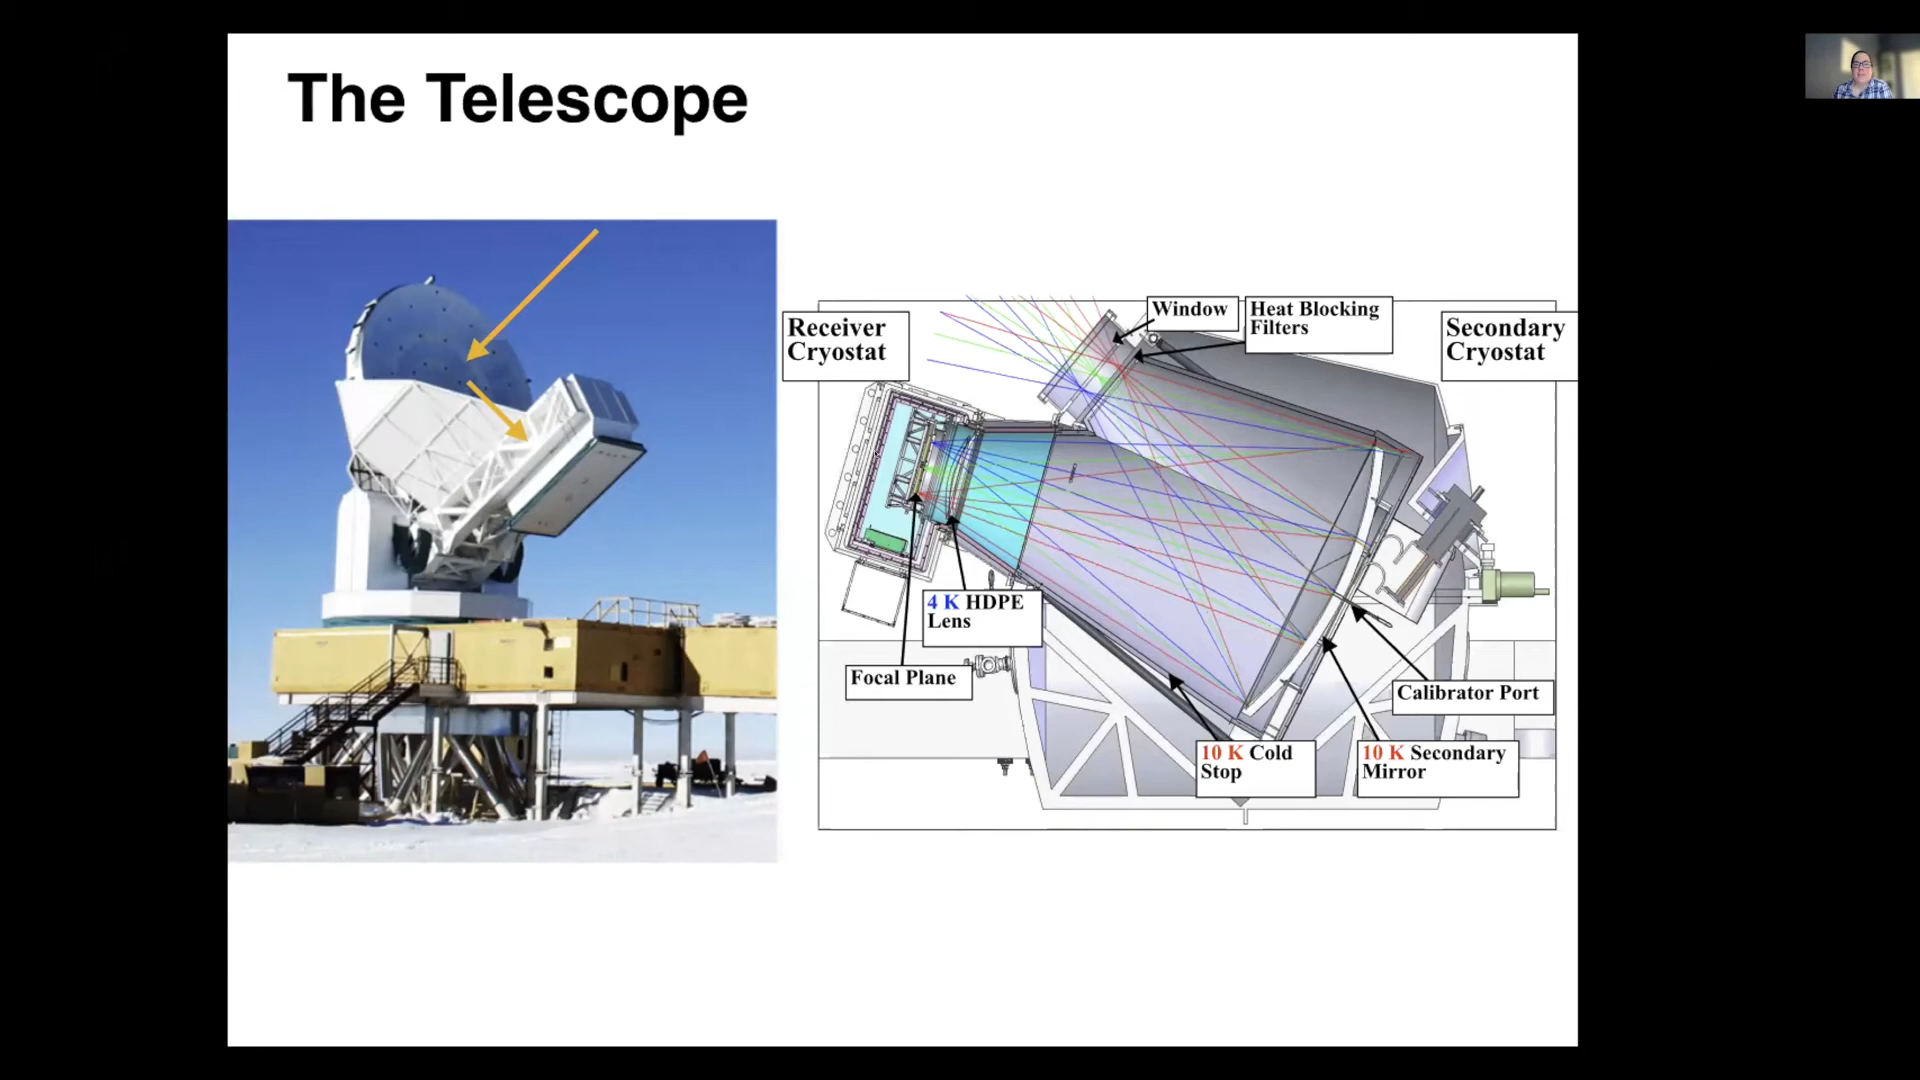 The Telescope
Receiver
Cryostat
Window
Heat Blocking
Filters
Secondary
Cryostat
4 K HDPE
Lens
Focal Plane
Calibrator Port
10 K Cold
Stop
10 K Secondary
Mirror